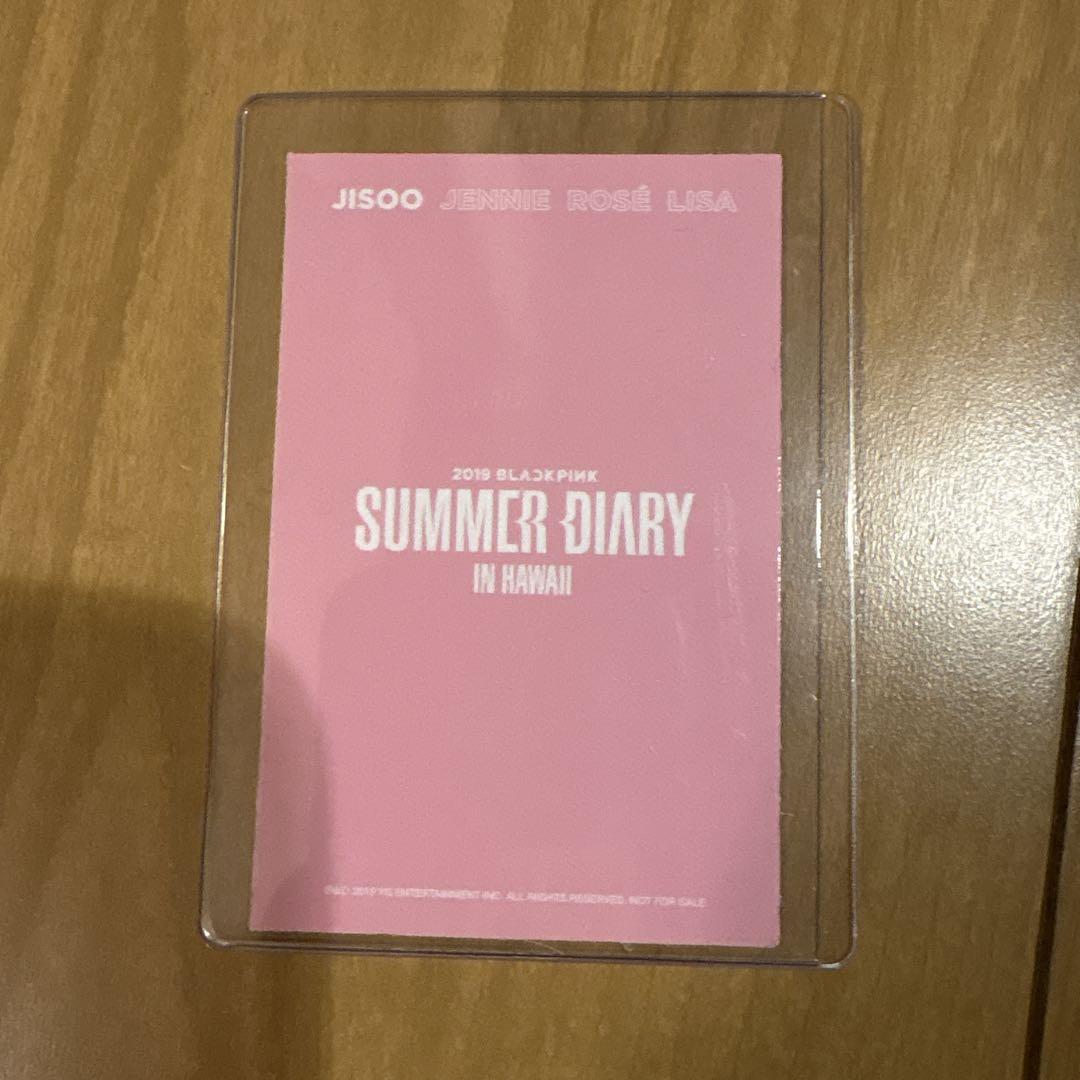 JISOO JENNIE ROSÉ LISA
2019 BLACKPINK
SUMMER DIARY
IN HAWAII
2019 YG ENTERTAINMENT INC. ALL RIGHTS RESERVED. NOT FOR SALE